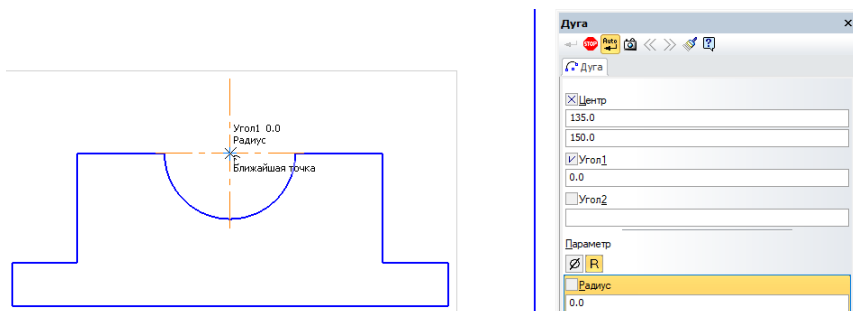 Угол1 0.0
Радиус
Ближайшая точка
Дуга
STOP Auto
Дуга
Центр
135.0
150.0
Угол1
0.0
Угол2
Параметр
Ø R
Радиус
0.0